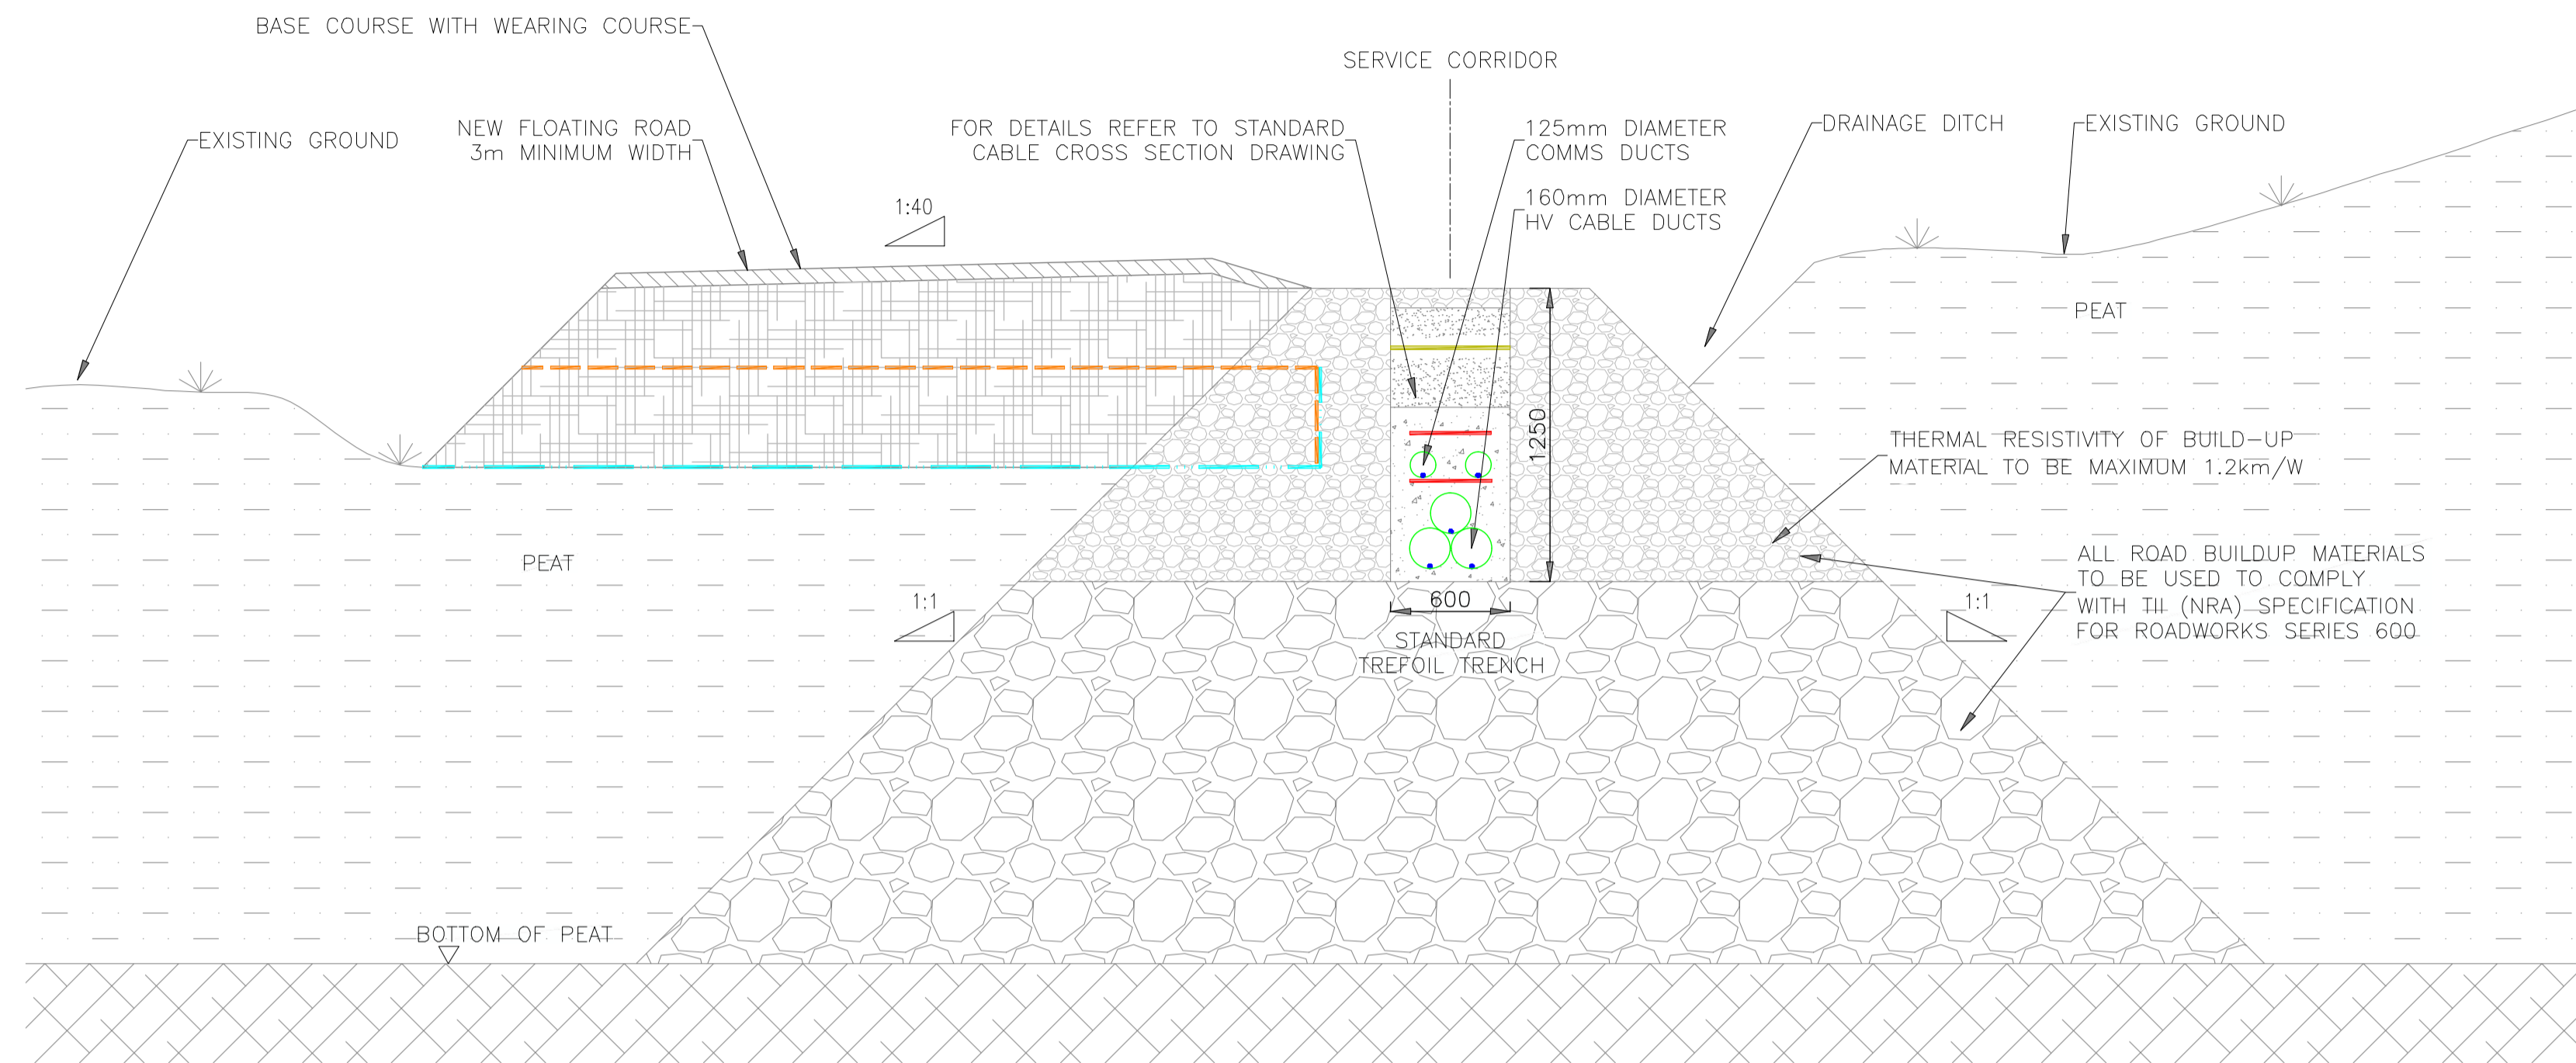 BASE COURSE WITH WEARING COURSE
SERVICE CORRIDOR
EXISTING GROUND
NEW FLOATING ROAD
3m MINIMUM WIDTH
FOR DETAILS REFER TO STANDARD
CABLE CROSS SECTION DRAWING
125mm DIAMETER
COMMS DUCTS
160mm DIAMETER
HV CABLE DUCTS
DRAINAGE DITCH
EXISTING GROUND
1:40
PEAT
1250
THERMAL RESISTIVITY OF BUILD-UP
MATERIAL TO BE MAXIMUM 1.2km/W
PEAT
ALL ROAD BUILDUP MATERIALS
TO BE USED TO COMPLY
WITH TII (NRA) SPECIFICATION
FOR ROADWORKS SERIES 600
1:1
600
1:1
STANDARD
TREFOIL TRENCH
BOTTOM OF PEAT